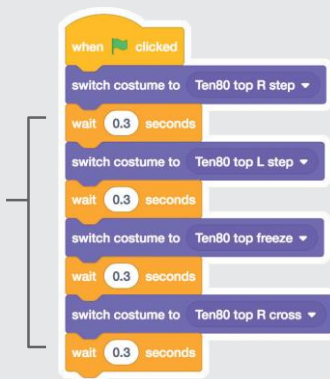 when clicked
switch costume to Ten80 top R step
wait 0.3 seconds
switch costume to Ten80 top L step
wait 0.3 seconds
switch costume to Ten80 top freeze
wait 0.3 seconds
switch costume to Ten80 top R cross
wait 0.3 seconds